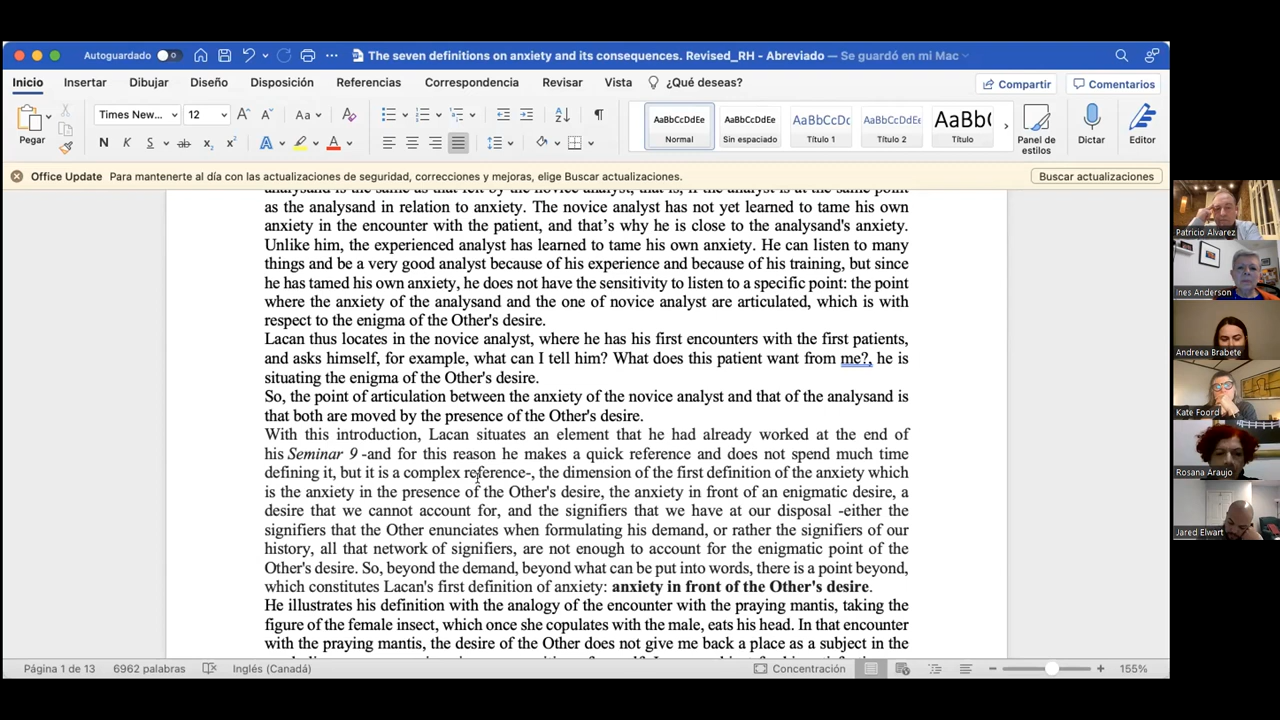 Autoguardado
The seven definitions on anxiety and its consequences. Revised_RH - Abreviado — Se guardó en mi Mac
Inicio Insertar Dibujar Diseño Disposición Referencias Correspondencia Revisar Vista ¿Qué deseas? Compartir Comentarios
Pegar
Times New... 12 Aa
N K S ab x₂ x² A A
AaBbCcDdEe AaBbCcDdEe AaBbCcDc AaBbCcDdEe AaBb(
Normal Sin espaciado Título 1 Título 2 Título
Panel de estilos Dictar Editor
Office Update Para mantenerte al día con las actualizaciones de seguridad, correcciones y mejoras, elige Buscar actualizaciones. Buscar actualizaciones
analysand is the same as that felt by the novice analyst, that is, if the analyst is at the same point
as the analysand in relation to anxiety. The novice analyst has not yet learned to tame his own
anxiety in the encounter with the patient, and that's why he is close to the analysand's anxiety.
Unlike him, the experienced analyst has learned to tame his own anxiety. He can listen to many
things and be a very good analyst because of his experience and because of his training, but since
he has tamed his own anxiety, he does not have the sensitivity to listen to a specific point: the point
where the anxiety of the analysand and the one of novice analyst are articulated, which is with
respect to the enigma of the Other's desire.
Lacan thus locates in the novice analyst, where he has his first encounters with the first patients,
and asks himself, for example, what can I tell him? What does this patient want from me?, he is
situating the enigma of the Other's desire.
So, the point of articulation between the anxiety of the novice analyst and that of the analysand is
that both are moved by the presence of the Other's desire.
With this introduction, Lacan situates an element that he had already worked at the end of
his Seminar 9 -and for this reason he makes a quick reference and does not spend much time
defining it, but it is a complex reference-, the dimension of the first definition of the anxiety which
is the anxiety in the presence of the Other's desire, the anxiety in front of an enigmatic desire, a
desire that we cannot account for, and the signifiers that we have at our disposal -either the
signifiers that the Other enunciates when formulating his demand, or rather the signifiers of our
history, all that network of signifiers, are not enough to account for the enigmatic point of the
Other's desire. So, beyond the demand, beyond what can be put into words, there is a point beyond,
which constitutes Lacan's first definition of anxiety: anxiety in front of the Other's desire.
He illustrates his definition with the analogy of the encounter with the praying mantis, taking the
figure of the female insect, which once she copulates with the male, eats his head. In that encounter
with the praying mantis, the desire of the Other does not give me back a place as a subject in the
Página 1 de 13 6962 palabras Inglés (Canadá) Concentración 155%
Patricio Alvarez
Ines Anderson
Andreea Brabete
Kate Foord
Rosana Araujo
Jared Elwart